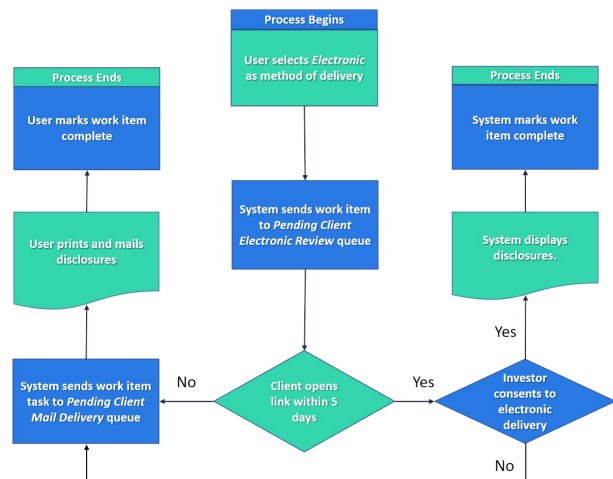 Process Begins
User selects Electronic
as method of delivery
Process Ends
User marks work item
complete
Process Ends
System marks work
item complete
System sends work item
to Pending Client
Electronic Review queue
User prints and mails
disclosures
System displays
disclosures.
Yes
System sends work item
task to Pending Client
Mail Delivery queue
No
Client opens
link within 5
days
Yes
Investor
consents to
electronic
delivery
No